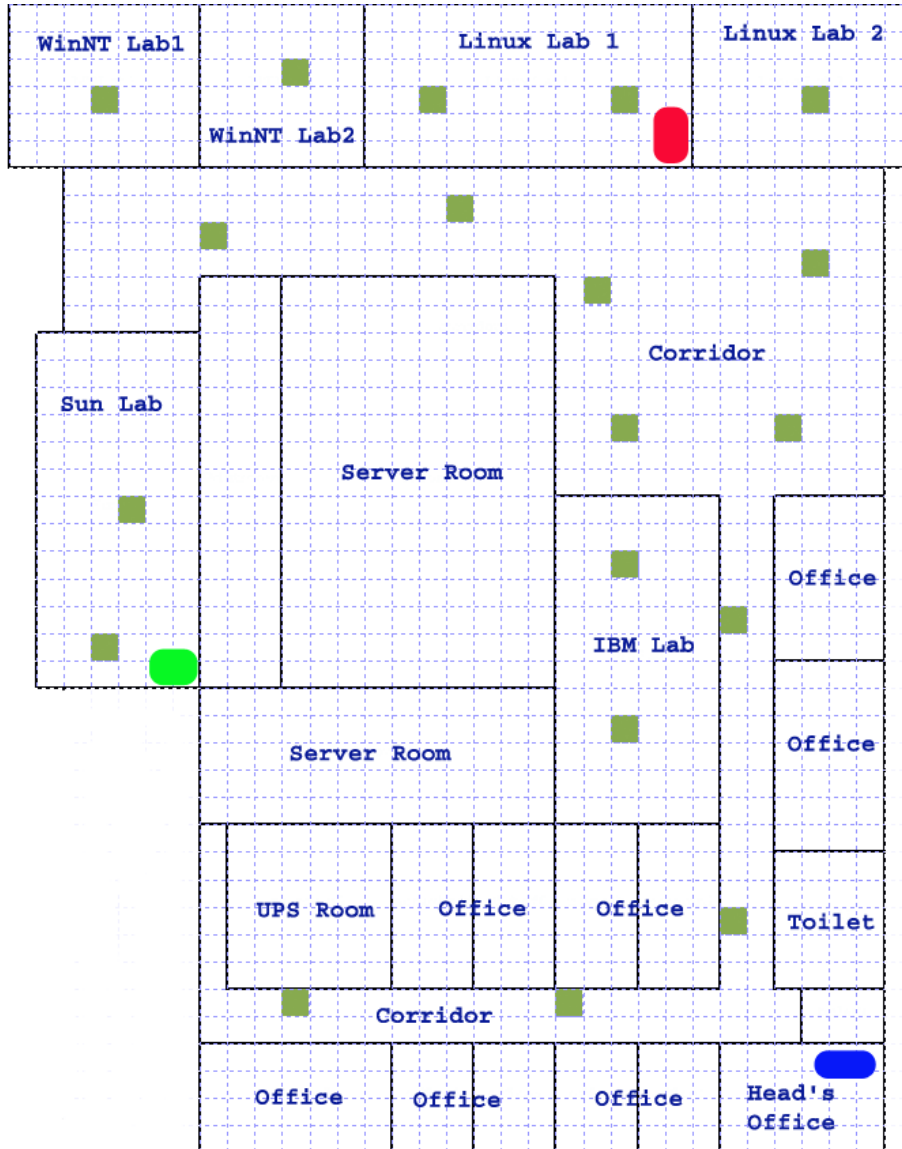 WinNT Lab1
Linux Lab 1
Linux Lab 2
WinNT Lab2
Corridor
Sun Lab
Server Room
Office
IBM Lab
Office
Server Room
UPS Room
Office
Office
Toilet
Corridor
Office
Office
Office
Head's
Office